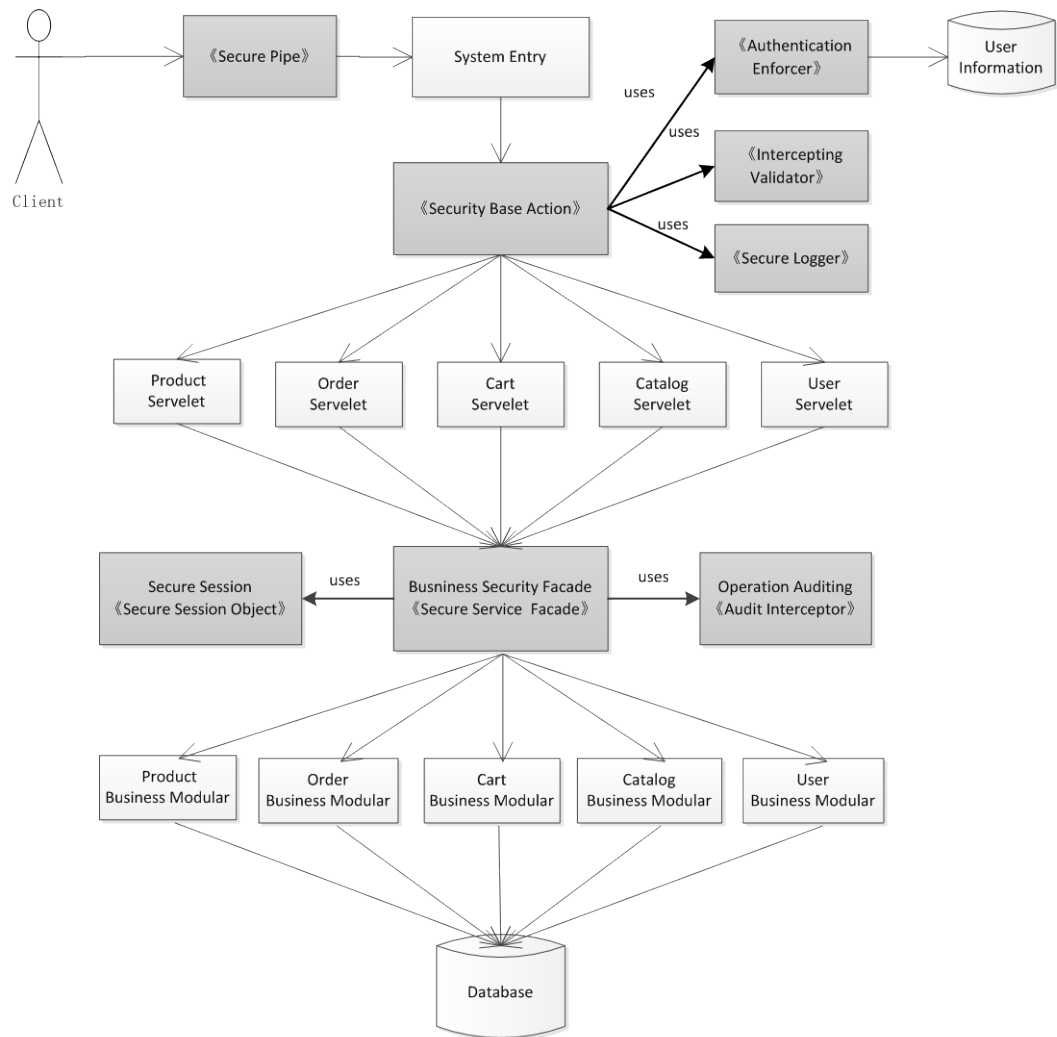 《Secure Pipe》
System Entry
《Authentication
Enforcer》
User
Information
uses
uses
《Intercepting
Validator》
Client
《Security Base Action》
uses
《Secure Logger》
Product
Servelet
Order
Servelet
Cart
Servelet
Catalog
Servelet
User
Servelet
Secure Session
《Secure Session Object》
uses
Busniness Security Facade
《Secure Service  Facade》
uses
Operation Auditing
《Audit Interceptor》
Product
Business Modular
Order
Business Modular
Cart
Business Modular
Catalog
Business Modular
User
Business Modular
Database